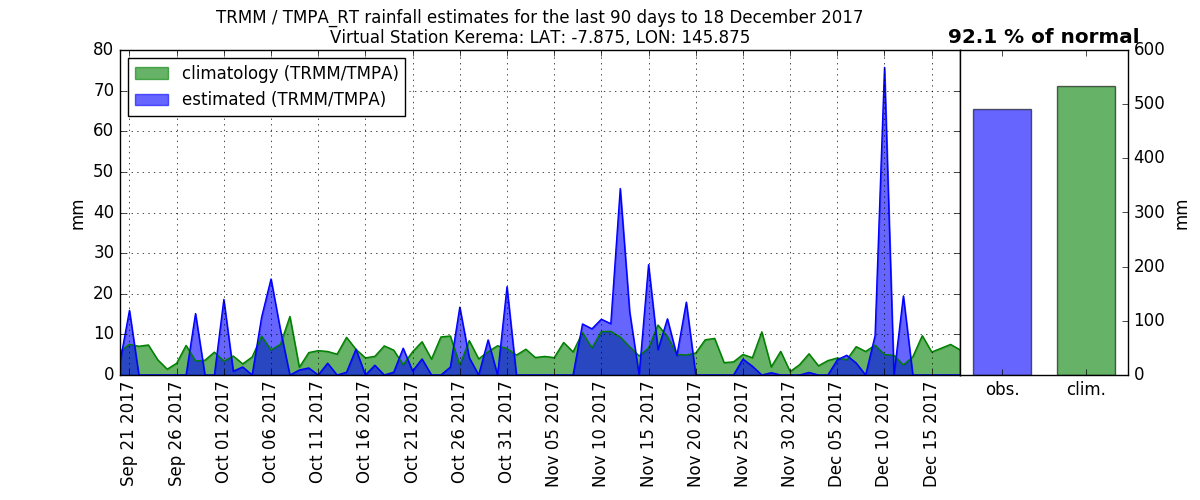 TRMM / TMPA_RT rainfall estimates for the last 90 days to 18 December 2017
Virtual Station Kerema: LAT: -7.875, LON: 145.875
92.1 % of normal
climatology (TRMM/TMPA)
estimated (TRMM/TMPA)
mm
80
70
60
50
40
30
20
10
0
Sep 21 2017
Sep 26 2017
Oct 01 2017
Oct 06 2017
Oct 11 2017
Oct 16 2017
Oct 21 2017
Oct 26 2017
Oct 31 2017
Nov 05 2017
Nov 10 2017
Nov 15 2017
Nov 20 2017
Nov 25 2017
Nov 30 2017
Dec 05 2017
Dec 10 2017
Dec 15 2017
obs.
clim.
600
500
400
300
200
100
0
mm